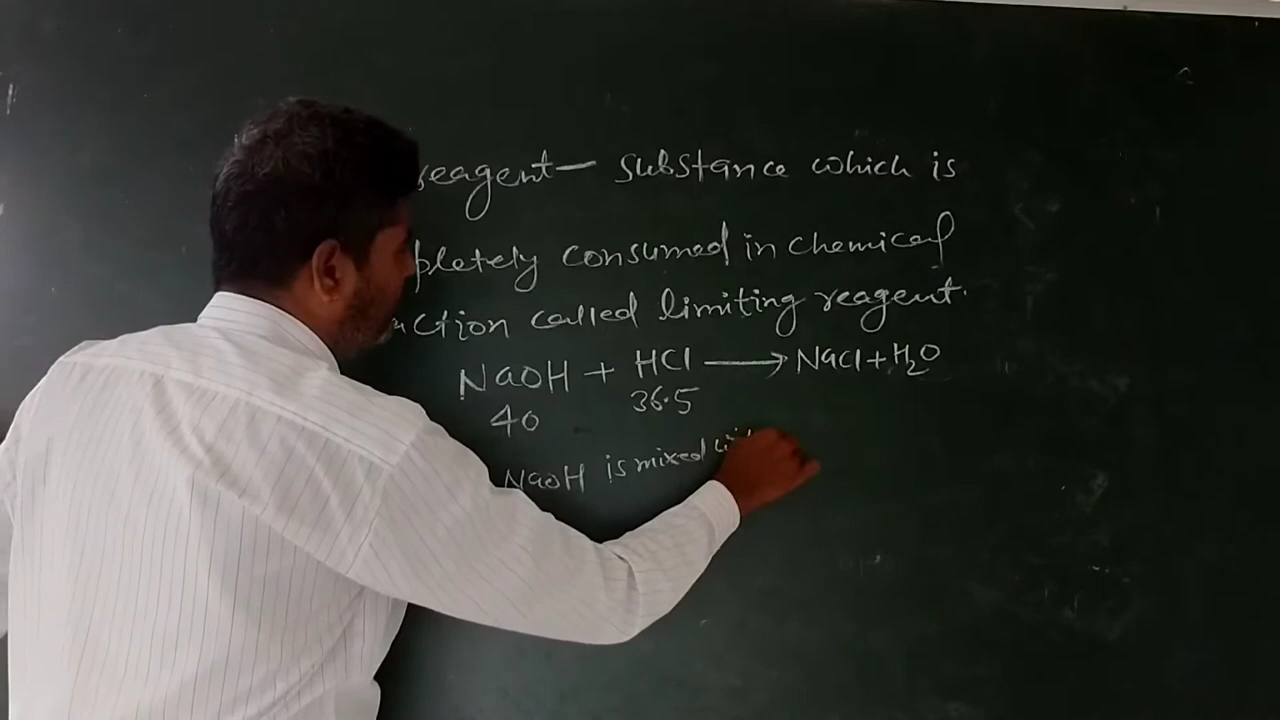 reagent— substance which is
pletely consumed in chemical
ction called limiting reagent.
NaOH + HCl ⟶ NaCl + H₂O
40 36.5
NaOH is mixed